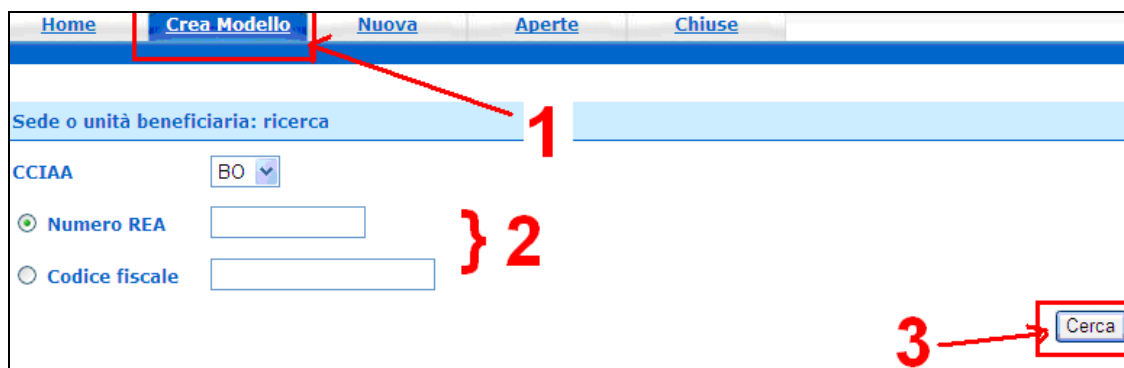 Home Crea Modello Nuova Aperte Chiuse
Sede o unità beneficiaria: ricerca
1
CCIAA BO
Numero REA
} 2
Codice fiscale
3 Cerca